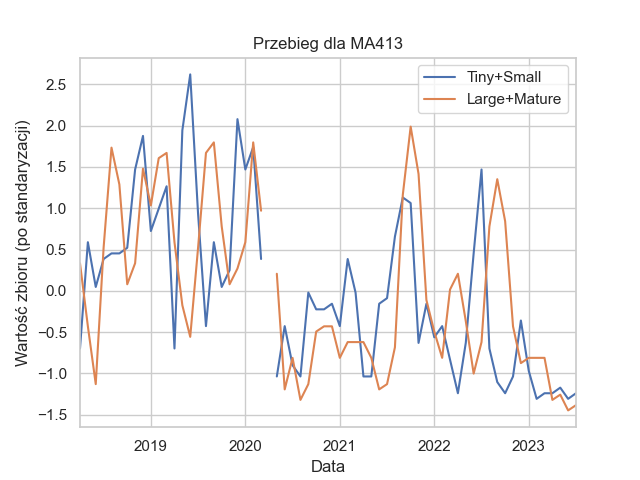 Przebieg dla MA413
Tiny+Small
Large+Mature
2.5
2.0
1.5
1.0
0.5
0.0
−0.5
−1.0
−1.5
Wartość zbioru (po standaryzacji)
2019
2020
2021
2022
2023
Data